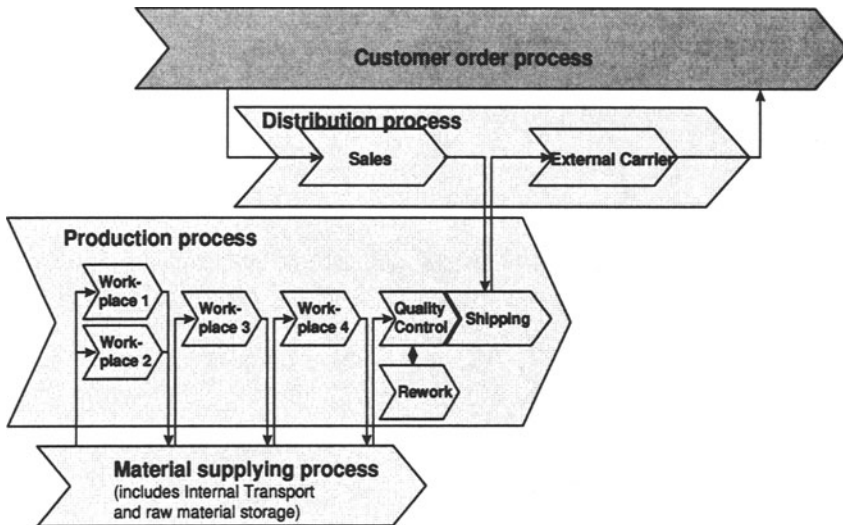 Customer order process
Distribution process
Sales
External Carrier
Production process
Work-
place 1
Work-
place 2
Work-
place 3
Work-
place 4
Quality
Control
Shipping
Rework
Material supplying process
(includes Internal Transport
and raw material storage)